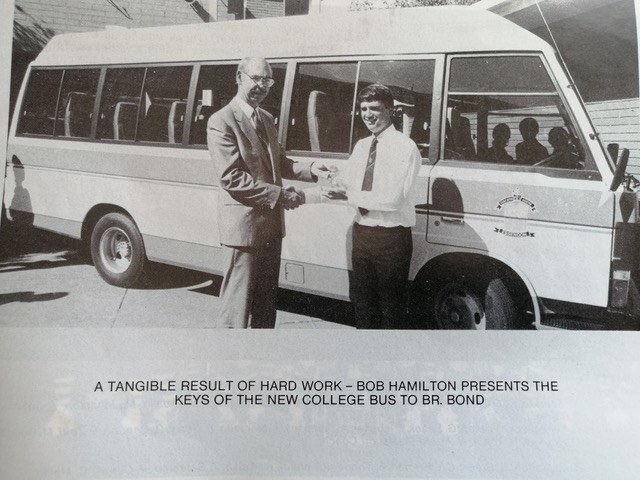 A TANGIBLE RESULT OF HARD WORK – BOB HAMILTON PRESENTS THE
KEYS OF THE NEW COLLEGE BUS TO BR. BOND